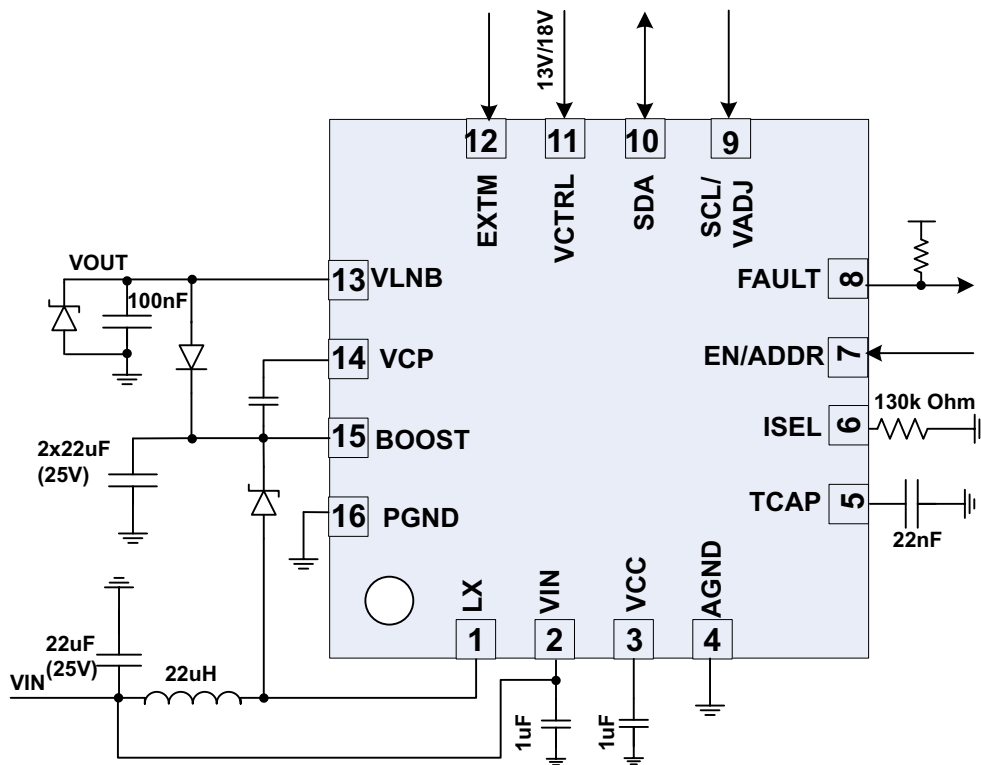 13V/18V
12
11
10
9
EXTM
VCTRL
SDA
SCL/
VADJ
VOUT
100nF
13
VLNB
FAULT
8
14
VCP
EN/ADDR
7
130k Ohm
2x22uF
(25V)
15
BOOST
ISEL
6
16
PGND
TCAP
5
22nF
LX
VIN
VCC
AGND
22uF
(25V)
1
2
3
4
VIN
22uH
1uF
1uF